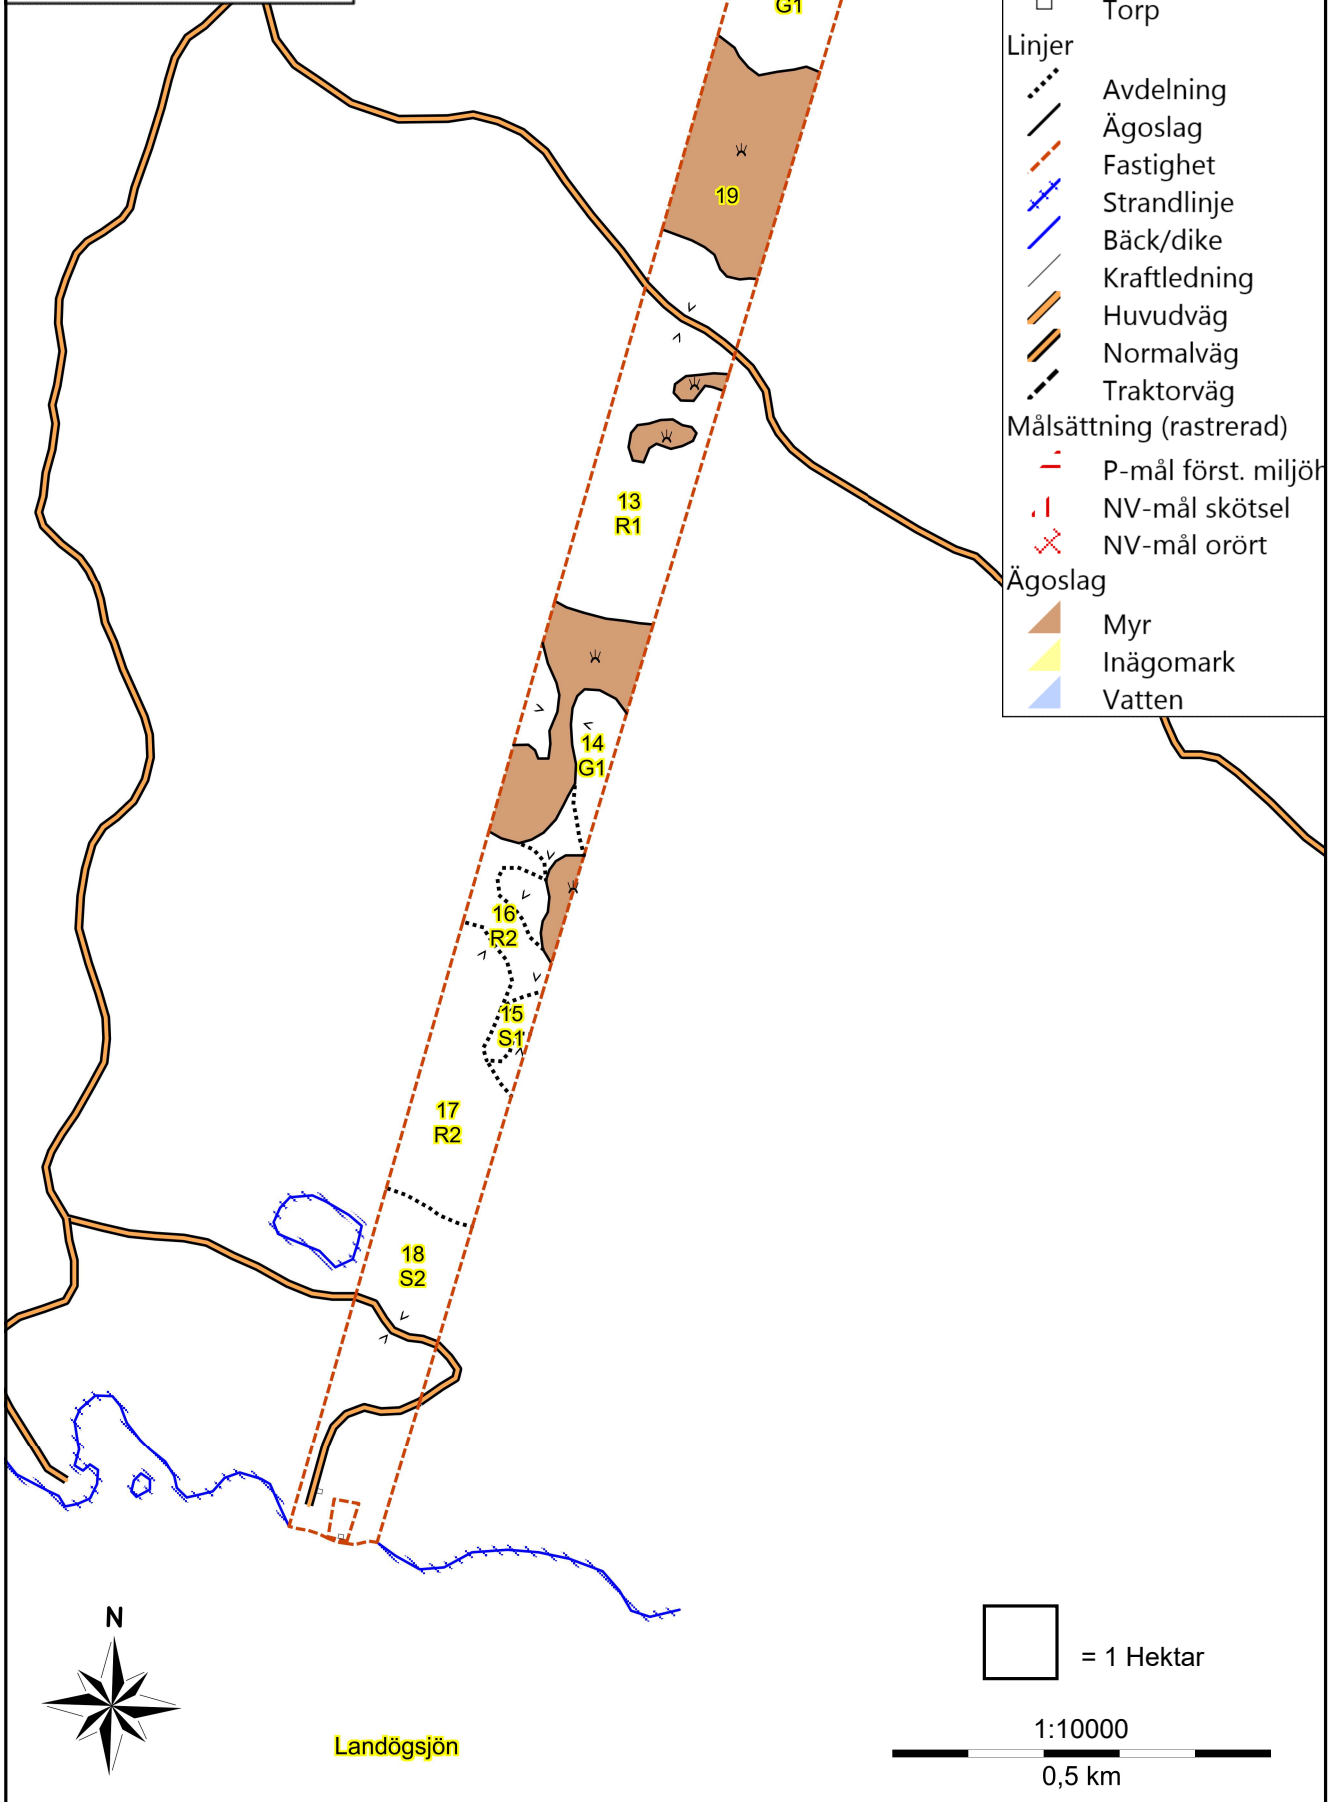 G1
19
13
R1
14
G1
16
R2
15
S1
17
R2
18
S2
Torp
Linjer
Avdelning
Ägoslag
Fastighet
Strandlinje
Bäck/dike
Kraftledning
Huvudväg
Normalväg
Traktorväg
Målsättning (rastrerad)
P-mål först. miljöh
NV-mål skötsel
NV-mål orört
Ägoslag
Myr
Inägomark
Vatten
N
Landögsjön
= 1 Hektar
1:10000
0,5 km